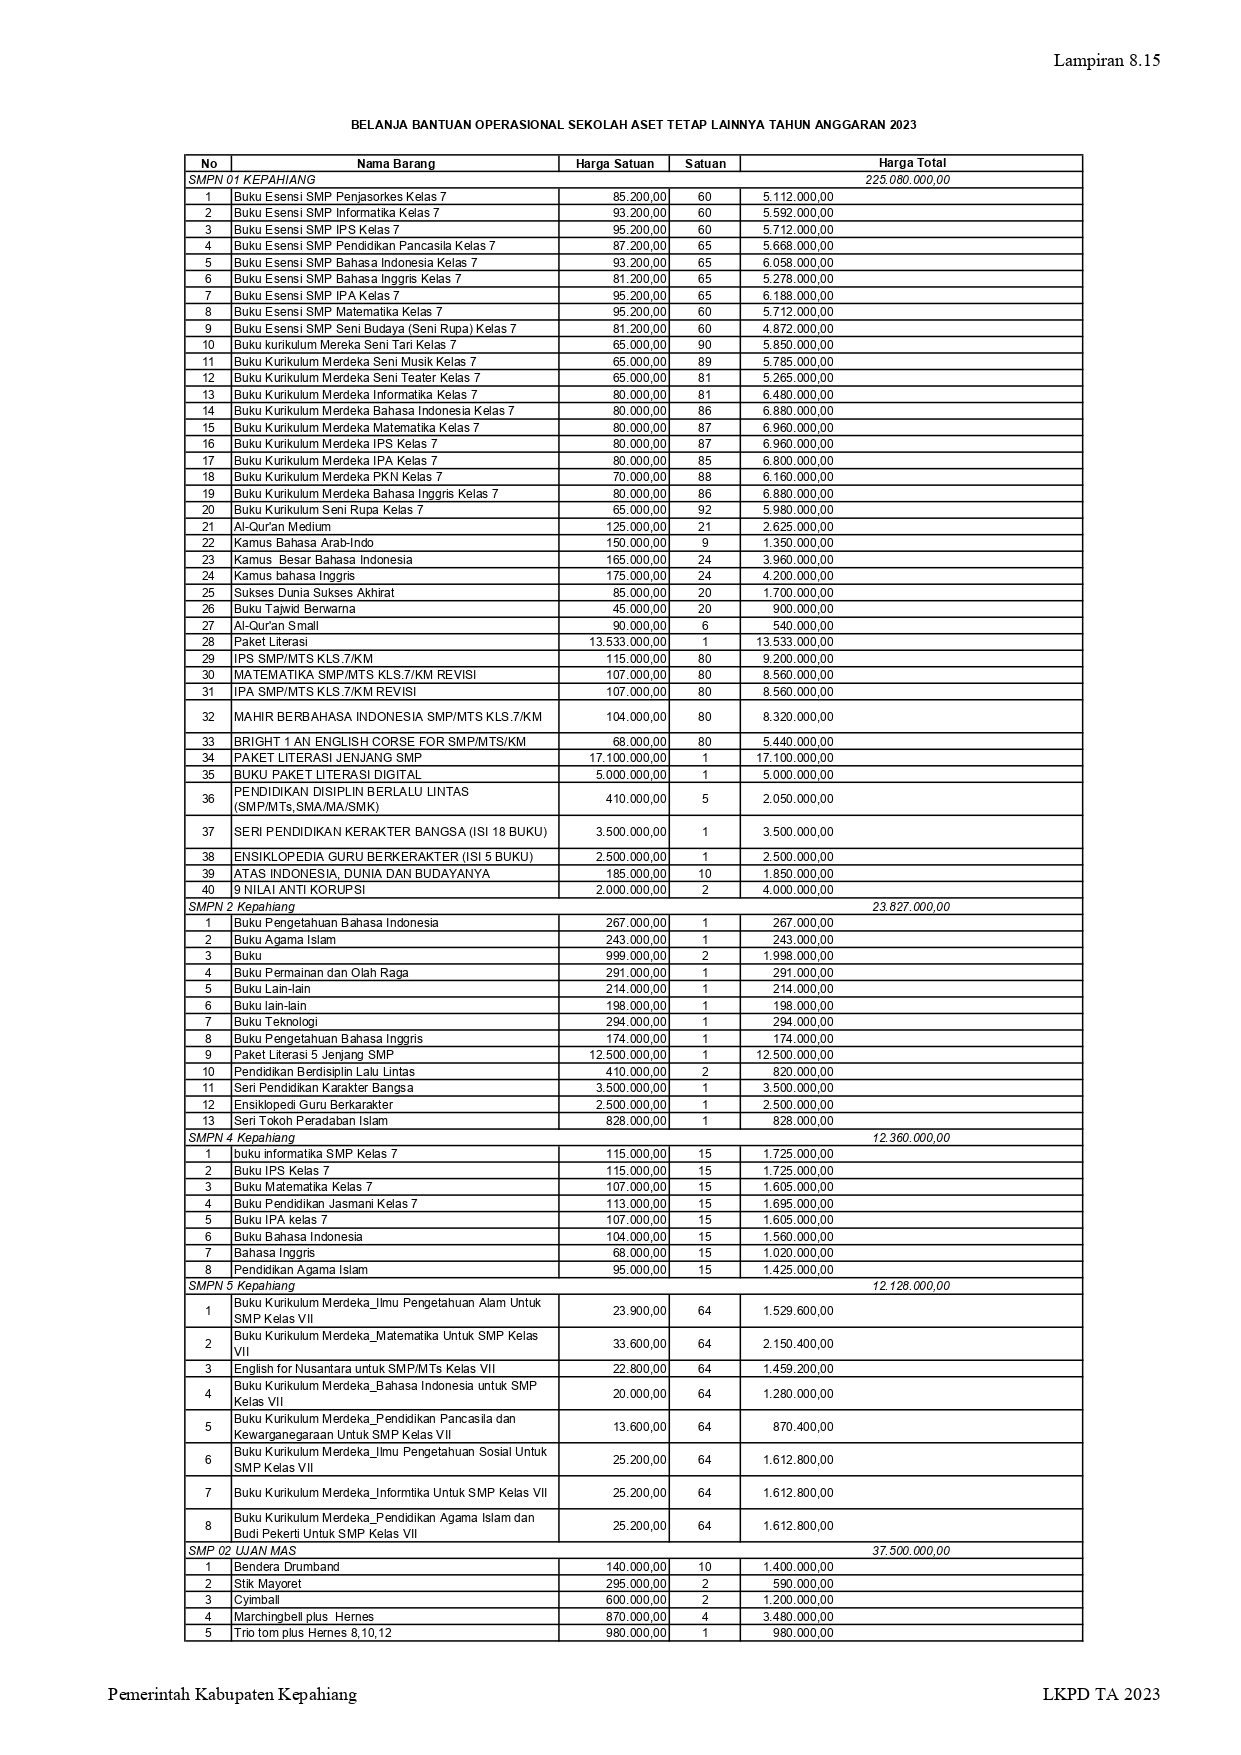 Lampiran 8.15
BELANJA BANTUAN OPERASIONAL SEKOLAH ASET TETAP LAINNYA TAHUN ANGGARAN 2023
No Nama Barang Harga Satuan Satuan Harga Total
SMPN 01 KEPAHIANG 225.080.000,00
1 Buku Esensi SMP Penjasorkes Kelas 7 85.200,00 60 5.112.000,00
2 Buku Esensi SMP Informatika Kelas 7 93.200,00 60 5.592.000,00
3 Buku Esensi SMP IPS Kelas 7 95.200,00 60 5.712.000,00
4 Buku Esensi SMP Pendidikan Pancasila Kelas 7 87.200,00 65 5.668.000,00
5 Buku Esensi SMP Bahasa Indonesia Kelas 7 93.200,00 65 6.058.000,00
6 Buku Esensi SMP Bahasa Inggris Kelas 7 81.200,00 65 5.278.000,00
7 Buku Esensi SMP IPA Kelas 7 95.200,00 65 6.188.000,00
8 Buku Esensi SMP Matematika Kelas 7 95.200,00 60 5.712.000,00
9 Buku Esensi SMP Seni Budaya (Seni Rupa) Kelas 7 81.200,00 60 4.872.000,00
10 Buku kurikulum Mereka Seni Tari Kelas 7 65.000,00 90 5.850.000,00
11 Buku Kurikulum Merdeka Seni Musik Kelas 7 65.000,00 89 5.785.000,00
12 Buku Kurikulum Merdeka Seni Teater Kelas 7 65.000,00 81 5.265.000,00
13 Buku Kurikulum Merdeka Informatika Kelas 7 80.000,00 81 6.480.000,00
14 Buku Kurikulum Merdeka Bahasa Indonesia Kelas 7 80.000,00 86 6.880.000,00
15 Buku Kurikulum Merdeka Matematika Kelas 7 80.000,00 87 6.960.000,00
16 Buku Kurikulum Merdeka IPS Kelas 7 80.000,00 87 6.960.000,00
17 Buku Kurikulum Merdeka IPA Kelas 7 80.000,00 85 6.800.000,00
18 Buku Kurikulum Merdeka PKN Kelas 7 70.000,00 88 6.160.000,00
19 Buku Kurikulum Merdeka Bahasa Inggris Kelas 7 80.000,00 86 6.880.000,00
20 Buku Kurikulum Seni Rupa Kelas 7 65.000,00 92 5.980.000,00
21 Al-Qur'an Medium 125.000,00 21 2.625.000,00
22 Kamus Bahasa Arab-Indo 150.000,00 9 1.350.000,00
23 Kamus Besar Bahasa Indonesia 165.000,00 24 3.960.000,00
24 Kamus bahasa Inggris 175.000,00 24 4.200.000,00
25 Sukses Dunia Sukses Akhirat 85.000,00 20 1.700.000,00
26 Buku Tajwid Berwarna 45.000,00 20 900.000,00
27 Al-Qur'an Small 90.000,00 6 540.000,00
28 Paket Literasi 13.533.000,00 1 13.533.000,00
29 IPS SMP/MTS KLS.7/KM 115.000,00 80 9.200.000,00
30 MATEMATIKA SMP/MTS KLS.7/KM REVISI 107.000,00 80 8.560.000,00
31 IPA SMP/MTS KLS.7/KM REVISI 107.000,00 80 8.560.000,00
32 MAHIR BERBAHASA INDONESIA SMP/MTS KLS.7/KM 104.000,00 80 8.320.000,00
33 BRIGHT 1 AN ENGLISH CORSE FOR SMP/MTS/KM 68.000,00 80 5.440.000,00
34 PAKET LITERASI JENJANG SMP 17.100.000,00 1 17.100.000,00
35 BUKU PAKET LITERASI DIGITAL 5.000.000,00 1 5.000.000,00
36 PENDIDIKAN DISIPLIN BERLALU LINTAS
(SMP/MTs,SMA/MA/SMK) 410.000,00 5 2.050.000,00
37 SERI PENDIDIKAN KERAKTER BANGSA (ISI 18 BUKU) 3.500.000,00 1 3.500.000,00
38 ENSIKLOPEDIA GURU BERKERAKTER (ISI 5 BUKU) 2.500.000,00 1 2.500.000,00
39 ATAS INDONESIA, DUNIA DAN BUDAYANYA 185.000,00 10 1.850.000,00
40 9 NILAI ANTI KORUPSI 2.000.000,00 2 4.000.000,00
SMPN 2 Kepahiang 23.827.000,00
1 Buku Pengetahuan Bahasa Indonesia 267.000,00 1 267.000,00
2 Buku Agama Islam 243.000,00 1 243.000,00
3 Buku 999.000,00 2 1.998.000,00
4 Buku Permainan dan Olah Raga 291.000,00 1 291.000,00
5 Buku Lain-lain 214.000,00 1 214.000,00
6 Buku lain-lain 198.000,00 1 198.000,00
7 Buku Teknologi 294.000,00 1 294.000,00
8 Buku Pengetahuan Bahasa Inggris 174.000,00 1 174.000,00
9 Paket Literasi 5 Jenjang SMP 12.500.000,00 1 12.500.000,00
10 Pendidikan Berdisiplin Lalu Lintas 410.000,00 2 820.000,00
11 Seri Pendidikan Karakter Bangsa 3.500.000,00 1 3.500.000,00
12 Ensiklopedi Guru Berkarakter 2.500.000,00 1 2.500.000,00
13 Seri Tokoh Peradaban Islam 828.000,00 1 828.000,00
SMPN 4 Kepahiang 12.360.000,00
1 buku informatika SMP Kelas 7 115.000,00 15 1.725.000,00
2 Buku IPS Kelas 7 115.000,00 15 1.725.000,00
3 Buku Matematika Kelas 7 107.000,00 15 1.605.000,00
4 Buku Pendidikan Jasmani Kelas 7 113.000,00 15 1.695.000,00
5 Buku IPA kelas 7 107.000,00 15 1.605.000,00
6 Buku Bahasa Indonesia 104.000,00 15 1.560.000,00
7 Bahasa Inggris 68.000,00 15 1.020.000,00
8 Pendidikan Agama Islam 95.000,00 15 1.425.000,00
SMPN 5 Kepahiang 12.128.000,00
1 Buku Kurikulum Merdeka_Ilmu Pengetahuan Alam Untuk
SMP Kelas VII 23.900,00 64 1.529.600,00
2 Buku Kurikulum Merdeka_Matematika Untuk SMP Kelas
VII 33.600,00 64 2.150.400,00
3 English for Nusantara untuk SMP/MTs Kelas VII 22.800,00 64 1.459.200,00
4 Buku Kurikulum Merdeka_Bahasa Indonesia untuk SMP
Kelas VII 20.000,00 64 1.280.000,00
5 Buku Kurikulum Merdeka_Pendidikan Pancasila dan
Kewarganegaraan Untuk SMP Kelas VII 13.600,00 64 870.400,00
6 Buku Kurikulum Merdeka_Ilmu Pengetahuan Sosial Untuk
SMP Kelas VII 25.200,00 64 1.612.800,00
7 Buku Kurikulum Merdeka_Informtika Untuk SMP Kelas VII 25.200,00 64 1.612.800,00
8 Buku Kurikulum Merdeka_Pendidikan Agama Islam dan
Budi Pekerti Untuk SMP Kelas VII 25.200,00 64 1.612.800,00
SMP 02 UJAN MAS 37.500.000,00
1 Bendera Drumband 140.000,00 10 1.400.000,00
2 Stik Mayoret 295.000,00 2 590.000,00
3 Cyimball 600.000,00 2 1.200.000,00
4 Marchingbell plus Hernes 870.000,00 4 3.480.000,00
5 Trio tom plus Hernes 8,10,12 980.000,00 1 980.000,00
Pemerintah Kabupaten Kepahiang LKPD TA 2023